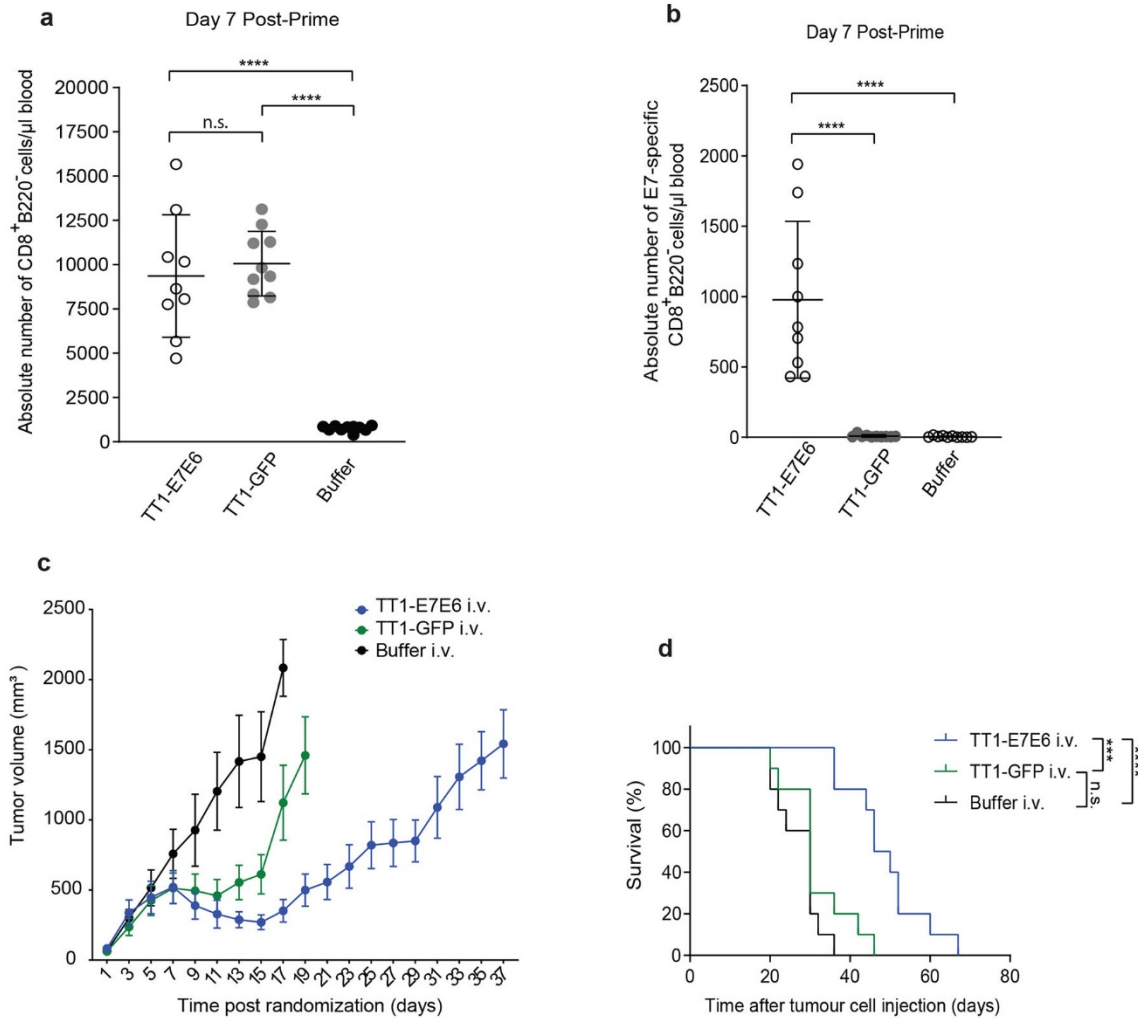 a
Day 7 Post-Prime
****
****
n.s.
Absolute number of CD8⁺B220⁻cells/µl blood
20000
17500
15000
12500
10000
7500
5000
2500
0
TT1-E7E6
TT1-GFP
Buffer
b
Day 7 Post-Prime
****
****
Absolute number of E7-specific
CD8⁺B220⁻cells/µl blood
2500
2000
1500
1000
500
0
TT1-E7E6
TT1-GFP
Buffer
c
TT1-E7E6 i.v.
TT1-GFP i.v.
Buffer i.v.
Tumor volume (mm³)
2500
2000
1500
1000
500
0
1 3 5 7 9 11 13 15 17 19 21 23 25 27 29 31 33 35 37
Time post randomization (days)
d
TT1-E7E6 i.v.
TT1-GFP i.v.
Buffer i.v.
***
n.s
****
Survival (%)
100
80
60
40
20
0
0 20 40 60 80
Time after tumour cell injection (days)